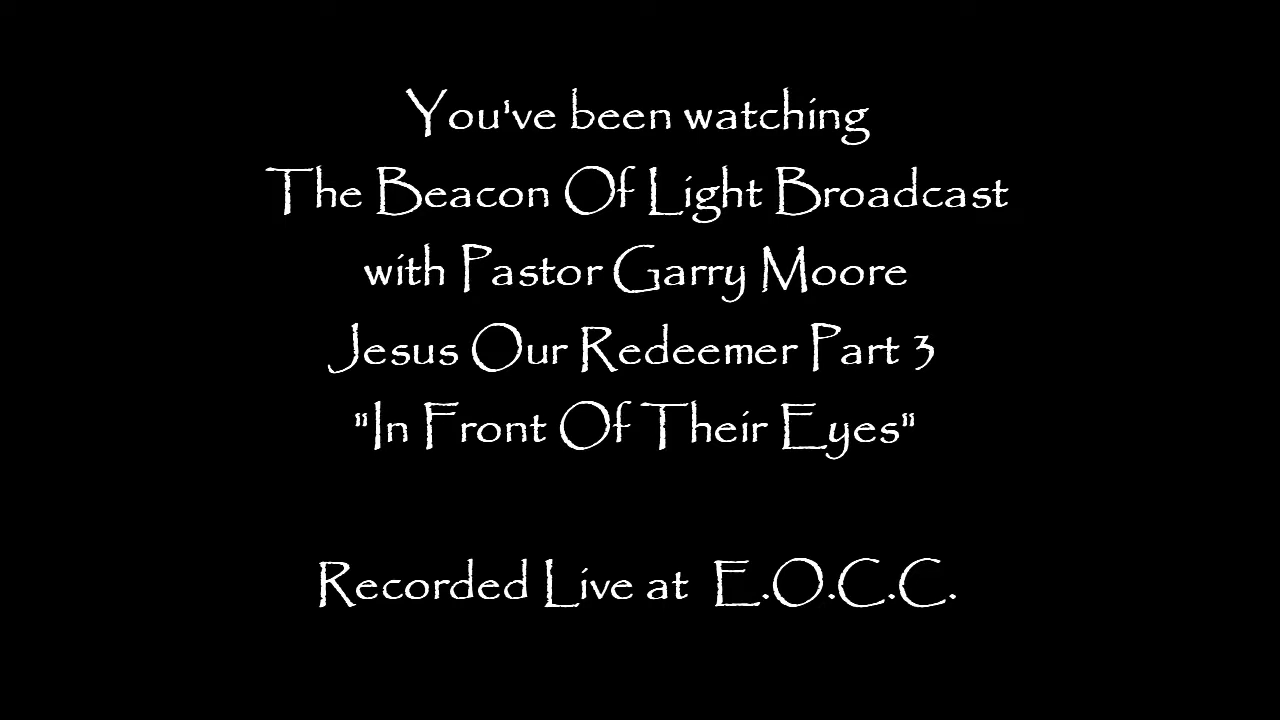 You've been watching
The Beacon Of Light Broadcast
with Pastor Garry Moore
Jesus Our Redeemer Part 3
"In Front Of Their Eyes"
Recorded Live at E.O.C.C.